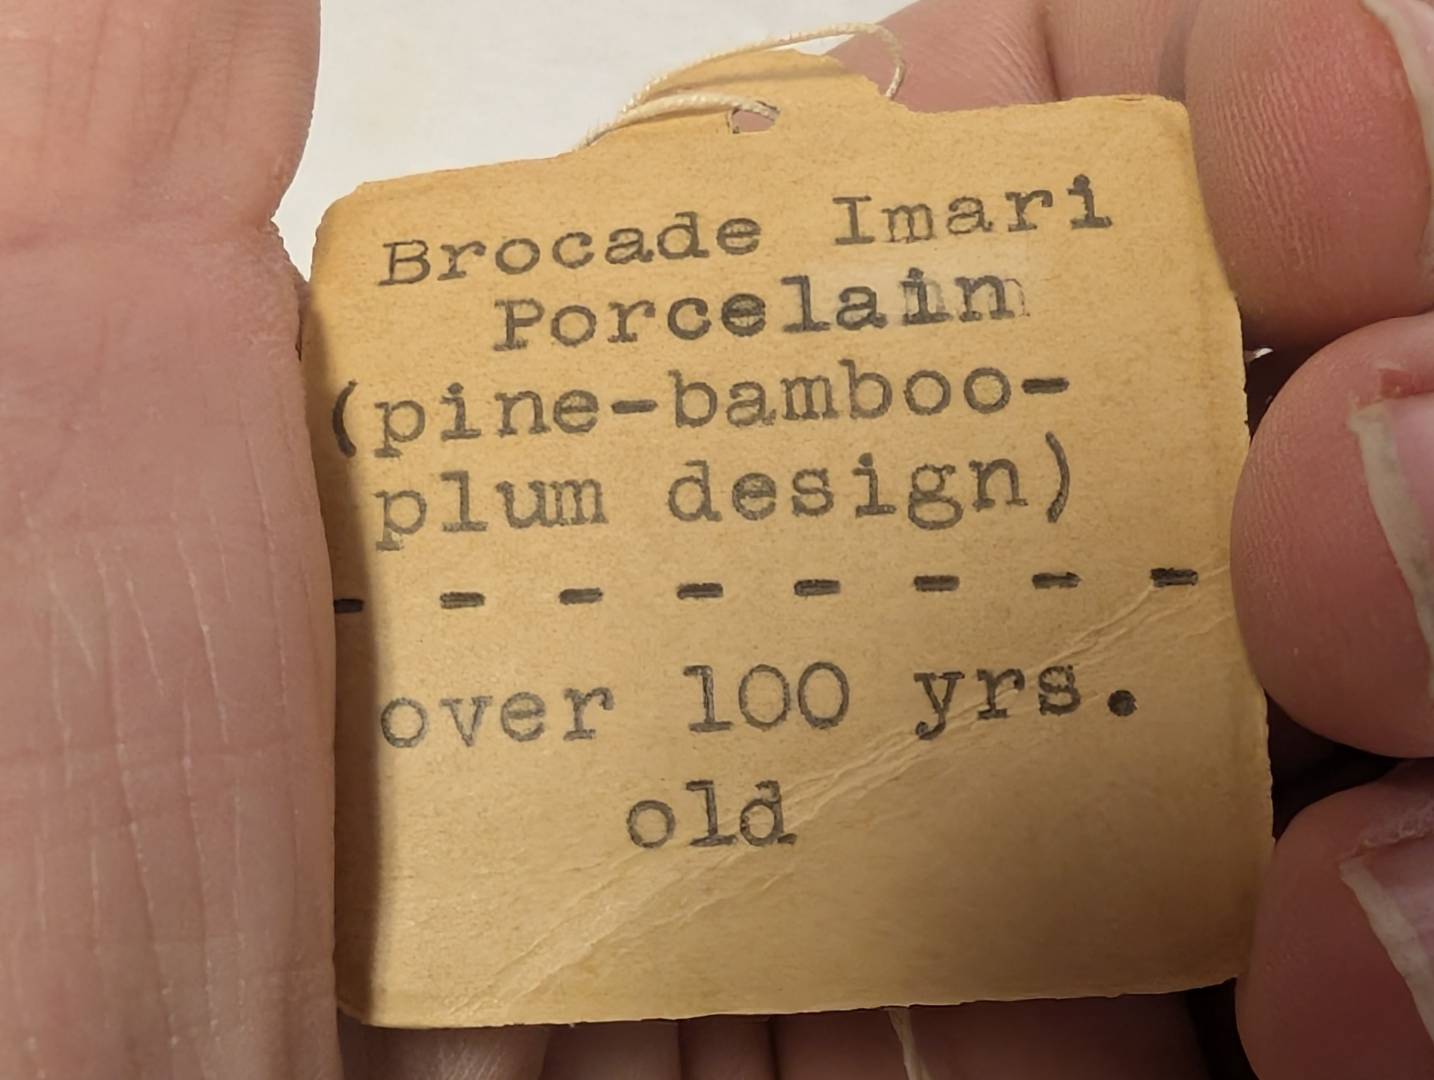 Brocade Imari
Porcelain
(pine-bamboo-
plum design)
- - - - - - - -
over 100 yrs.
old